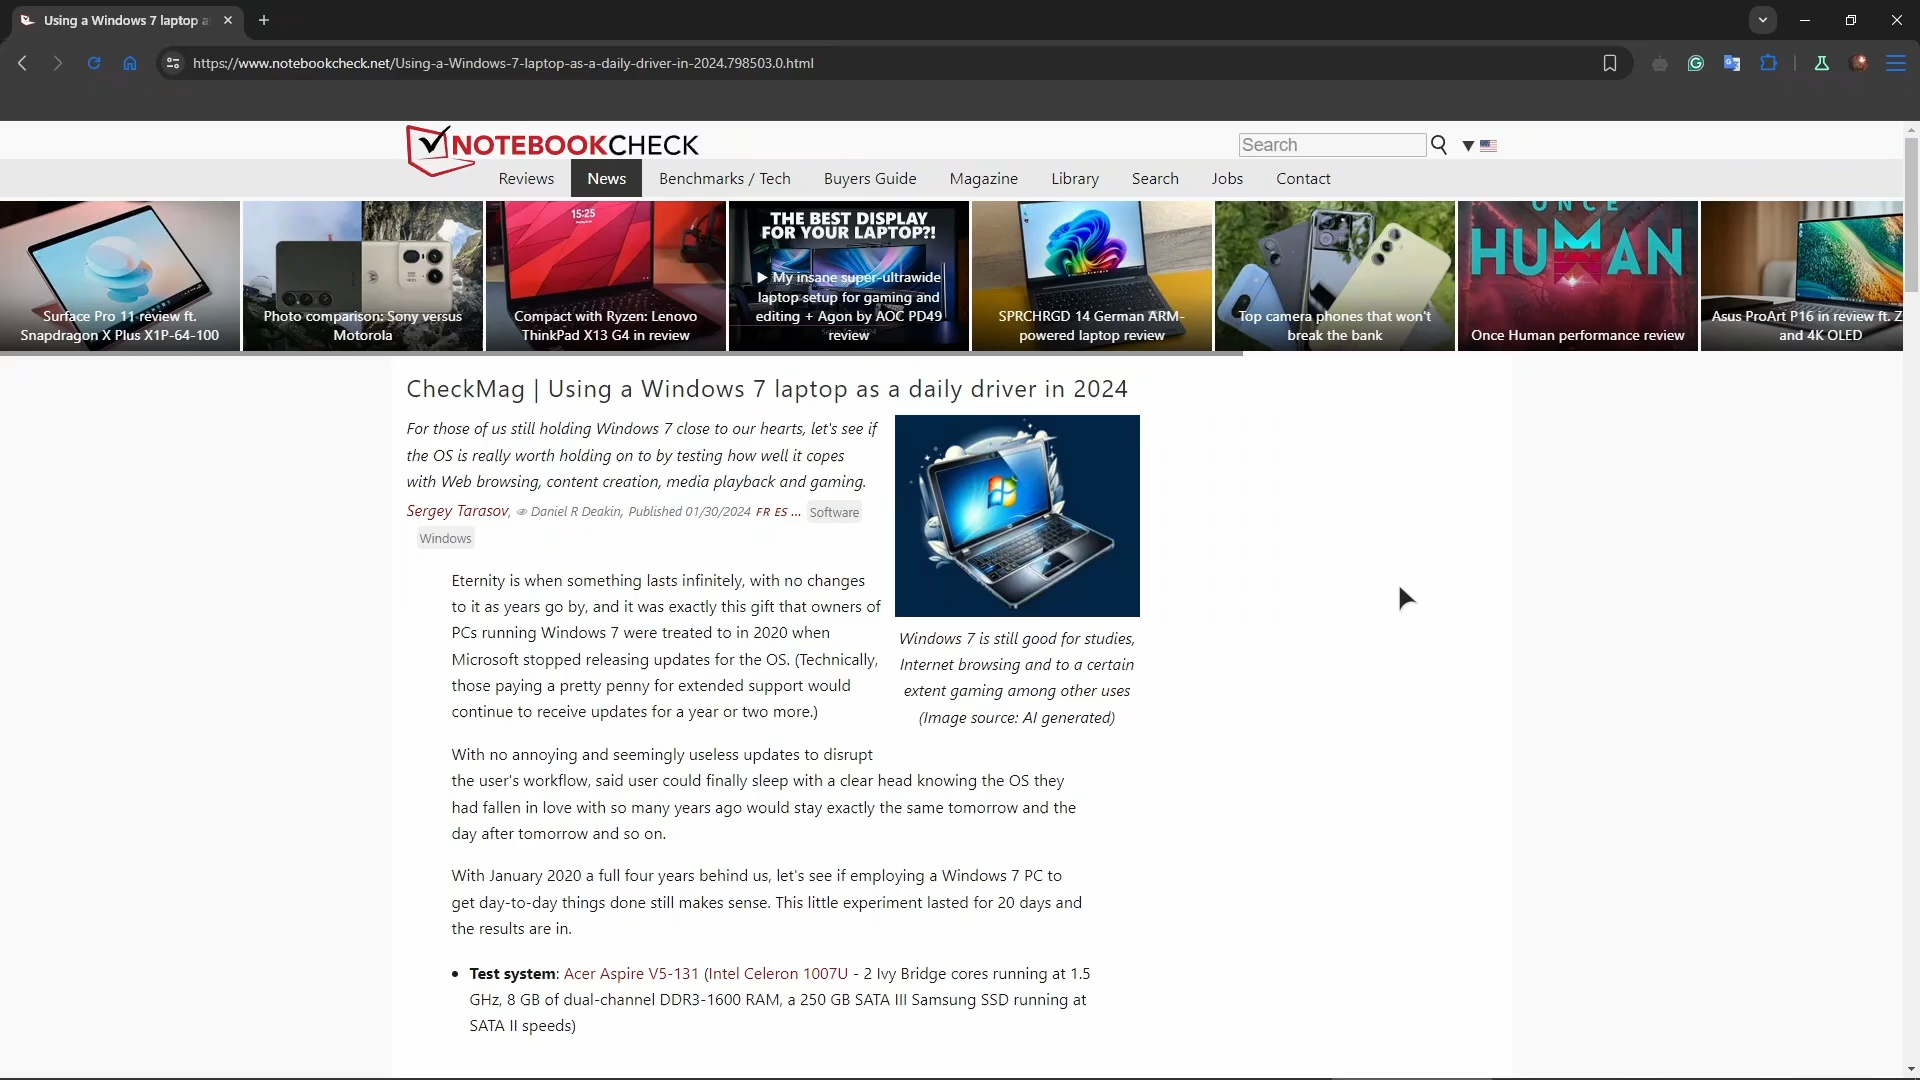 Using a Windows 7 laptop a
https://www.notebookcheck.net/Using-a-Windows-7-laptop-as-a-daily-driver-in-2024.798503.0.html
NOTEBOOKCHECK
Search
Reviews
News
Benchmarks / Tech
Buyers Guide
Magazine
Library
Search
Jobs
Contact
Surface Pro 11 review ft.
Snapdragon X Plus X1P-64-100
Photo comparison: Sony versus
Motorola
15:25
Compact with Ryzen: Lenovo
ThinkPad X13 G4 in review
THE BEST DISPLAY
FOR YOUR LAPTOP?!
▶ My insane super-ultrawide
laptop setup for gaming and
editing + Agon by AOC PD49
review
SPRCHRGD 14 German ARM-
powered laptop review
Top camera phones that won't
break the bank
ONCE
HUMAN
Once Human performance review
Asus ProArt P16 in review ft. Z
and 4K OLED
CheckMag | Using a Windows 7 laptop as a daily driver in 2024
For those of us still holding Windows 7 close to our hearts, let's see if
the OS is really worth holding on to by testing how well it copes
with Web browsing, content creation, media playback and gaming.
Sergey Tarasov, Daniel R Deakin, Published 01/30/2024 FR ES ... Software
Windows
Eternity is when something lasts infinitely, with no changes
to it as years go by, and it was exactly this gift that owners of
PCs running Windows 7 were treated to in 2020 when
Microsoft stopped releasing updates for the OS. (Technically,
those paying a pretty penny for extended support would
continue to receive updates for a year or two more.)
Windows 7 is still good for studies,
Internet browsing and to a certain
extent gaming among other uses
(Image source: AI generated)
With no annoying and seemingly useless updates to disrupt
the user's workflow, said user could finally sleep with a clear head knowing the OS they
had fallen in love with so many years ago would stay exactly the same tomorrow and the
day after tomorrow and so on.
With January 2020 a full four years behind us, let's see if employing a Windows 7 PC to
get day-to-day things done still makes sense. This little experiment lasted for 20 days and
the results are in.
• Test system: Acer Aspire V5-131 (Intel Celeron 1007U - 2 Ivy Bridge cores running at 1.5
GHz, 8 GB of dual-channel DDR3-1600 RAM, a 250 GB SATA III Samsung SSD running at
SATA II speeds)